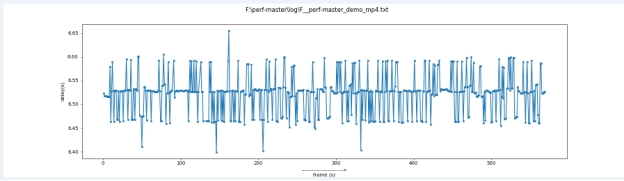 F:\perf-master\log\F__perf-master_demo_mp4.txt
6.65
6.60
6.55
6.50
6.45
6.40
delay(s)
0 100 200 300 400 500
-------------------->
frame (s)